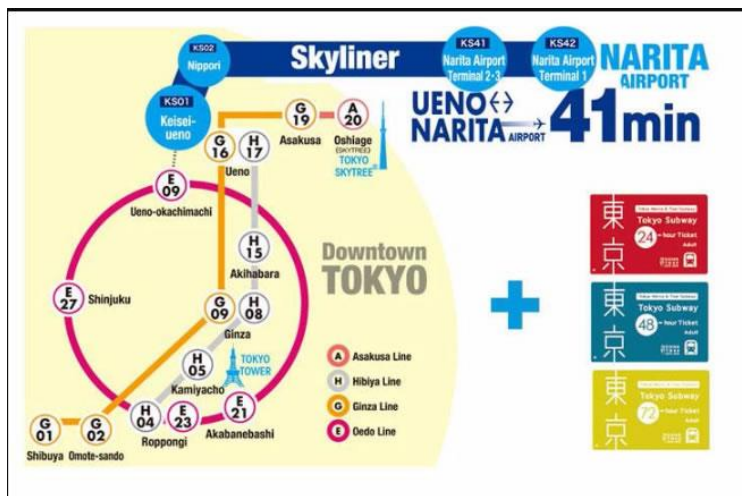 KS02
Nippori
Skyliner
KS41
Narita Airport
Terminal 2·3
KS42
Narita Airport
Terminal 1
NARITA
AIRPORT
KS01
Keisei-
ueno
UENO↔
NARITA AIRPORT
41min
G
19
Asakusa
A
20
Oshiage
(SKYTREE)
TOKYO
SKYTREE®
G
16
H
17
Ueno
E
09
Ueno-okachimachi
H
15
Akihabara
Downtown
TOKYO
E
27
Shinjuku
G
09
H
08
Ginza
H
05
Kamiyacho
TOKYO
TOWER
H
04
E
23
Roppongi
E
21
Akabanebashi
G
01
Shibuya
G
02
Omote-sando
A Asakusa Line
H Hibiya Line
G Ginza Line
E Oedo Line
+
東京
Tokyo Subway
24-hour Ticket
Adult
東京
Tokyo Subway
48-hour Ticket
Adult
東京
Tokyo Subway
72-hour Ticket
Adult